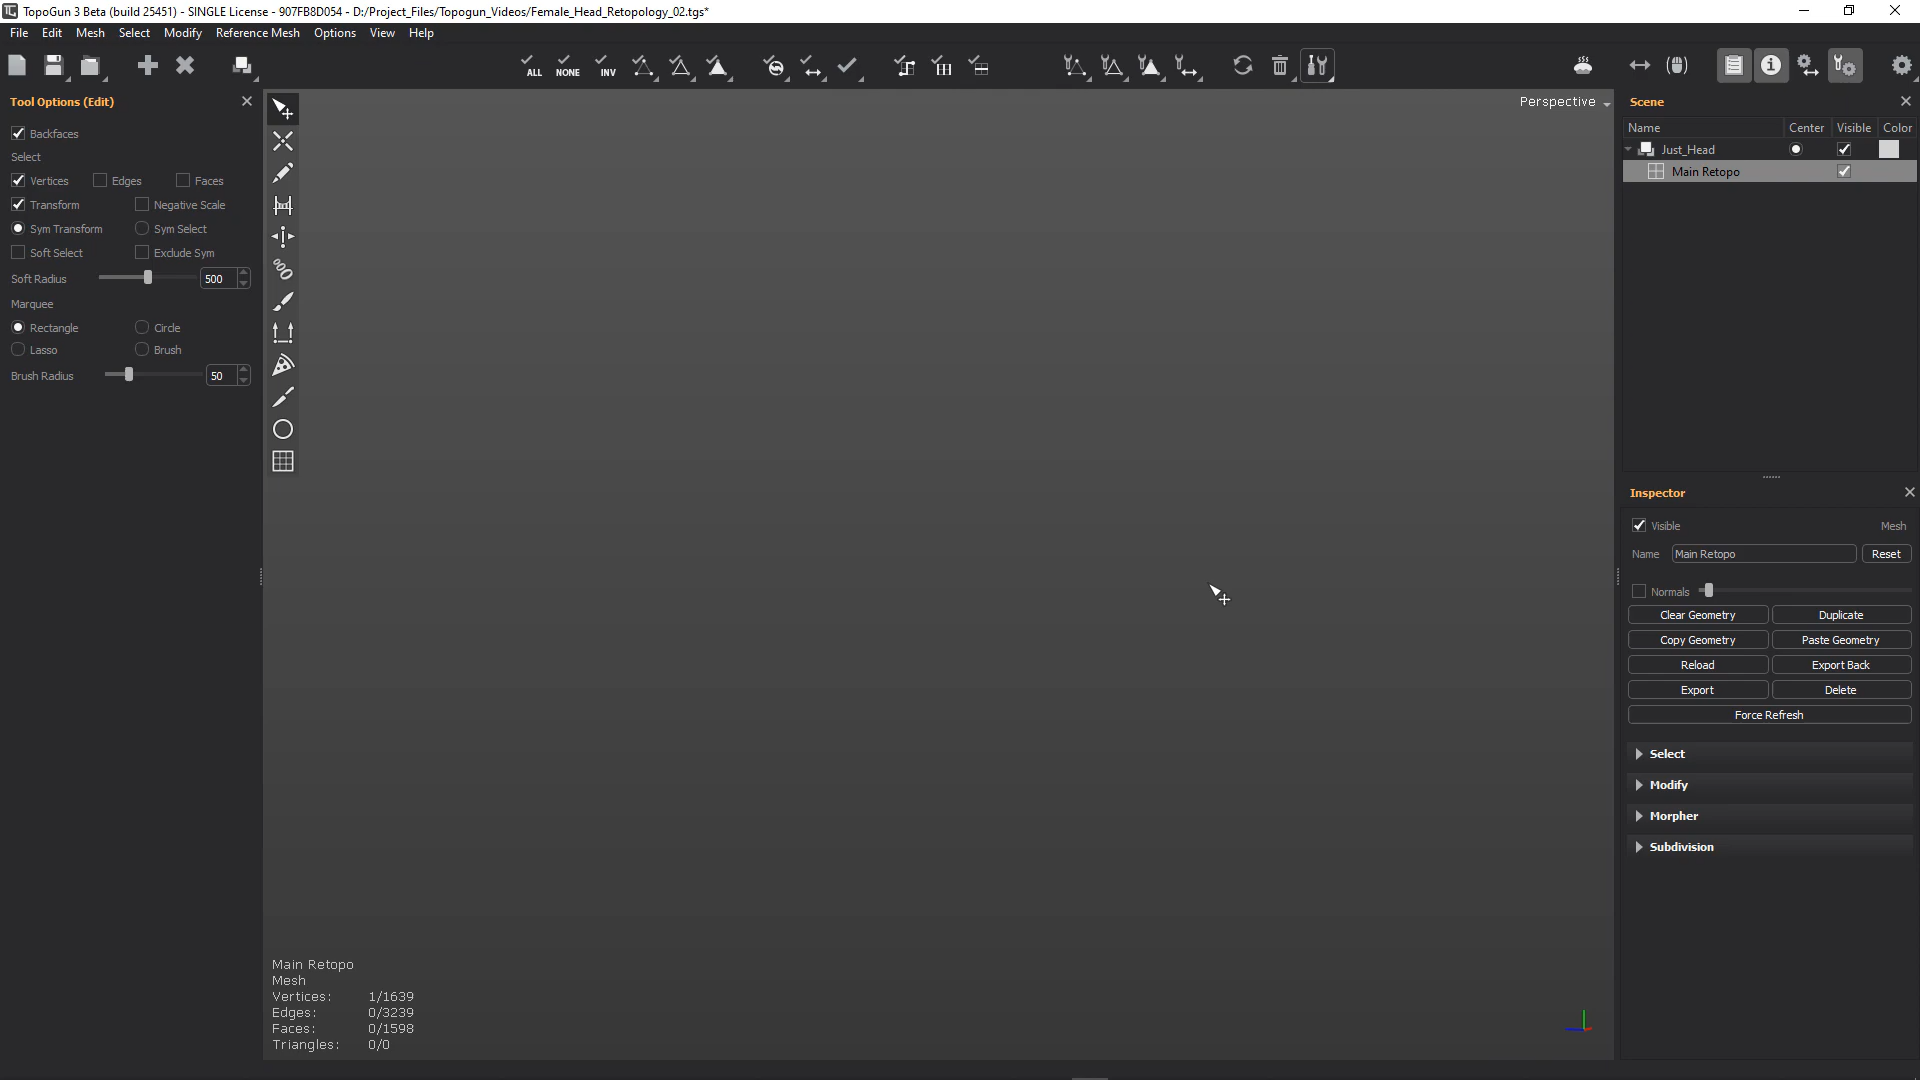 TopoGun 3 Beta (build 25451) - SINGLE License - 907FB8D054 - D:/Project_Files/Topogun_Videos/Female_Head_Retopology_02.tgs*
File Edit Mesh Select Modify Reference Mesh Options View Help
ALL NONE INV
Tool Options (Edit)
Backfaces
Select
Vertices Edges Faces
Transform Negative Scale
Sym Transform Sym Select
Soft Select Exclude Sym
Soft Radius 500
Marquee
Rectangle Circle
Lasso Brush
Brush Radius 50
Perspective
Main Retopo
Mesh
Vertices: 1/1639
Edges: 0/3239
Faces: 0/1598
Triangles: 0/0
Scene
Name Center Visible Color
Just_Head
Main Retopo
Inspector
Visible Mesh
Name Main Retopo Reset
Normals
Clear Geometry Duplicate
Copy Geometry Paste Geometry
Reload Export Back
Export Delete
Force Refresh
Select
Modify
Morpher
Subdivision